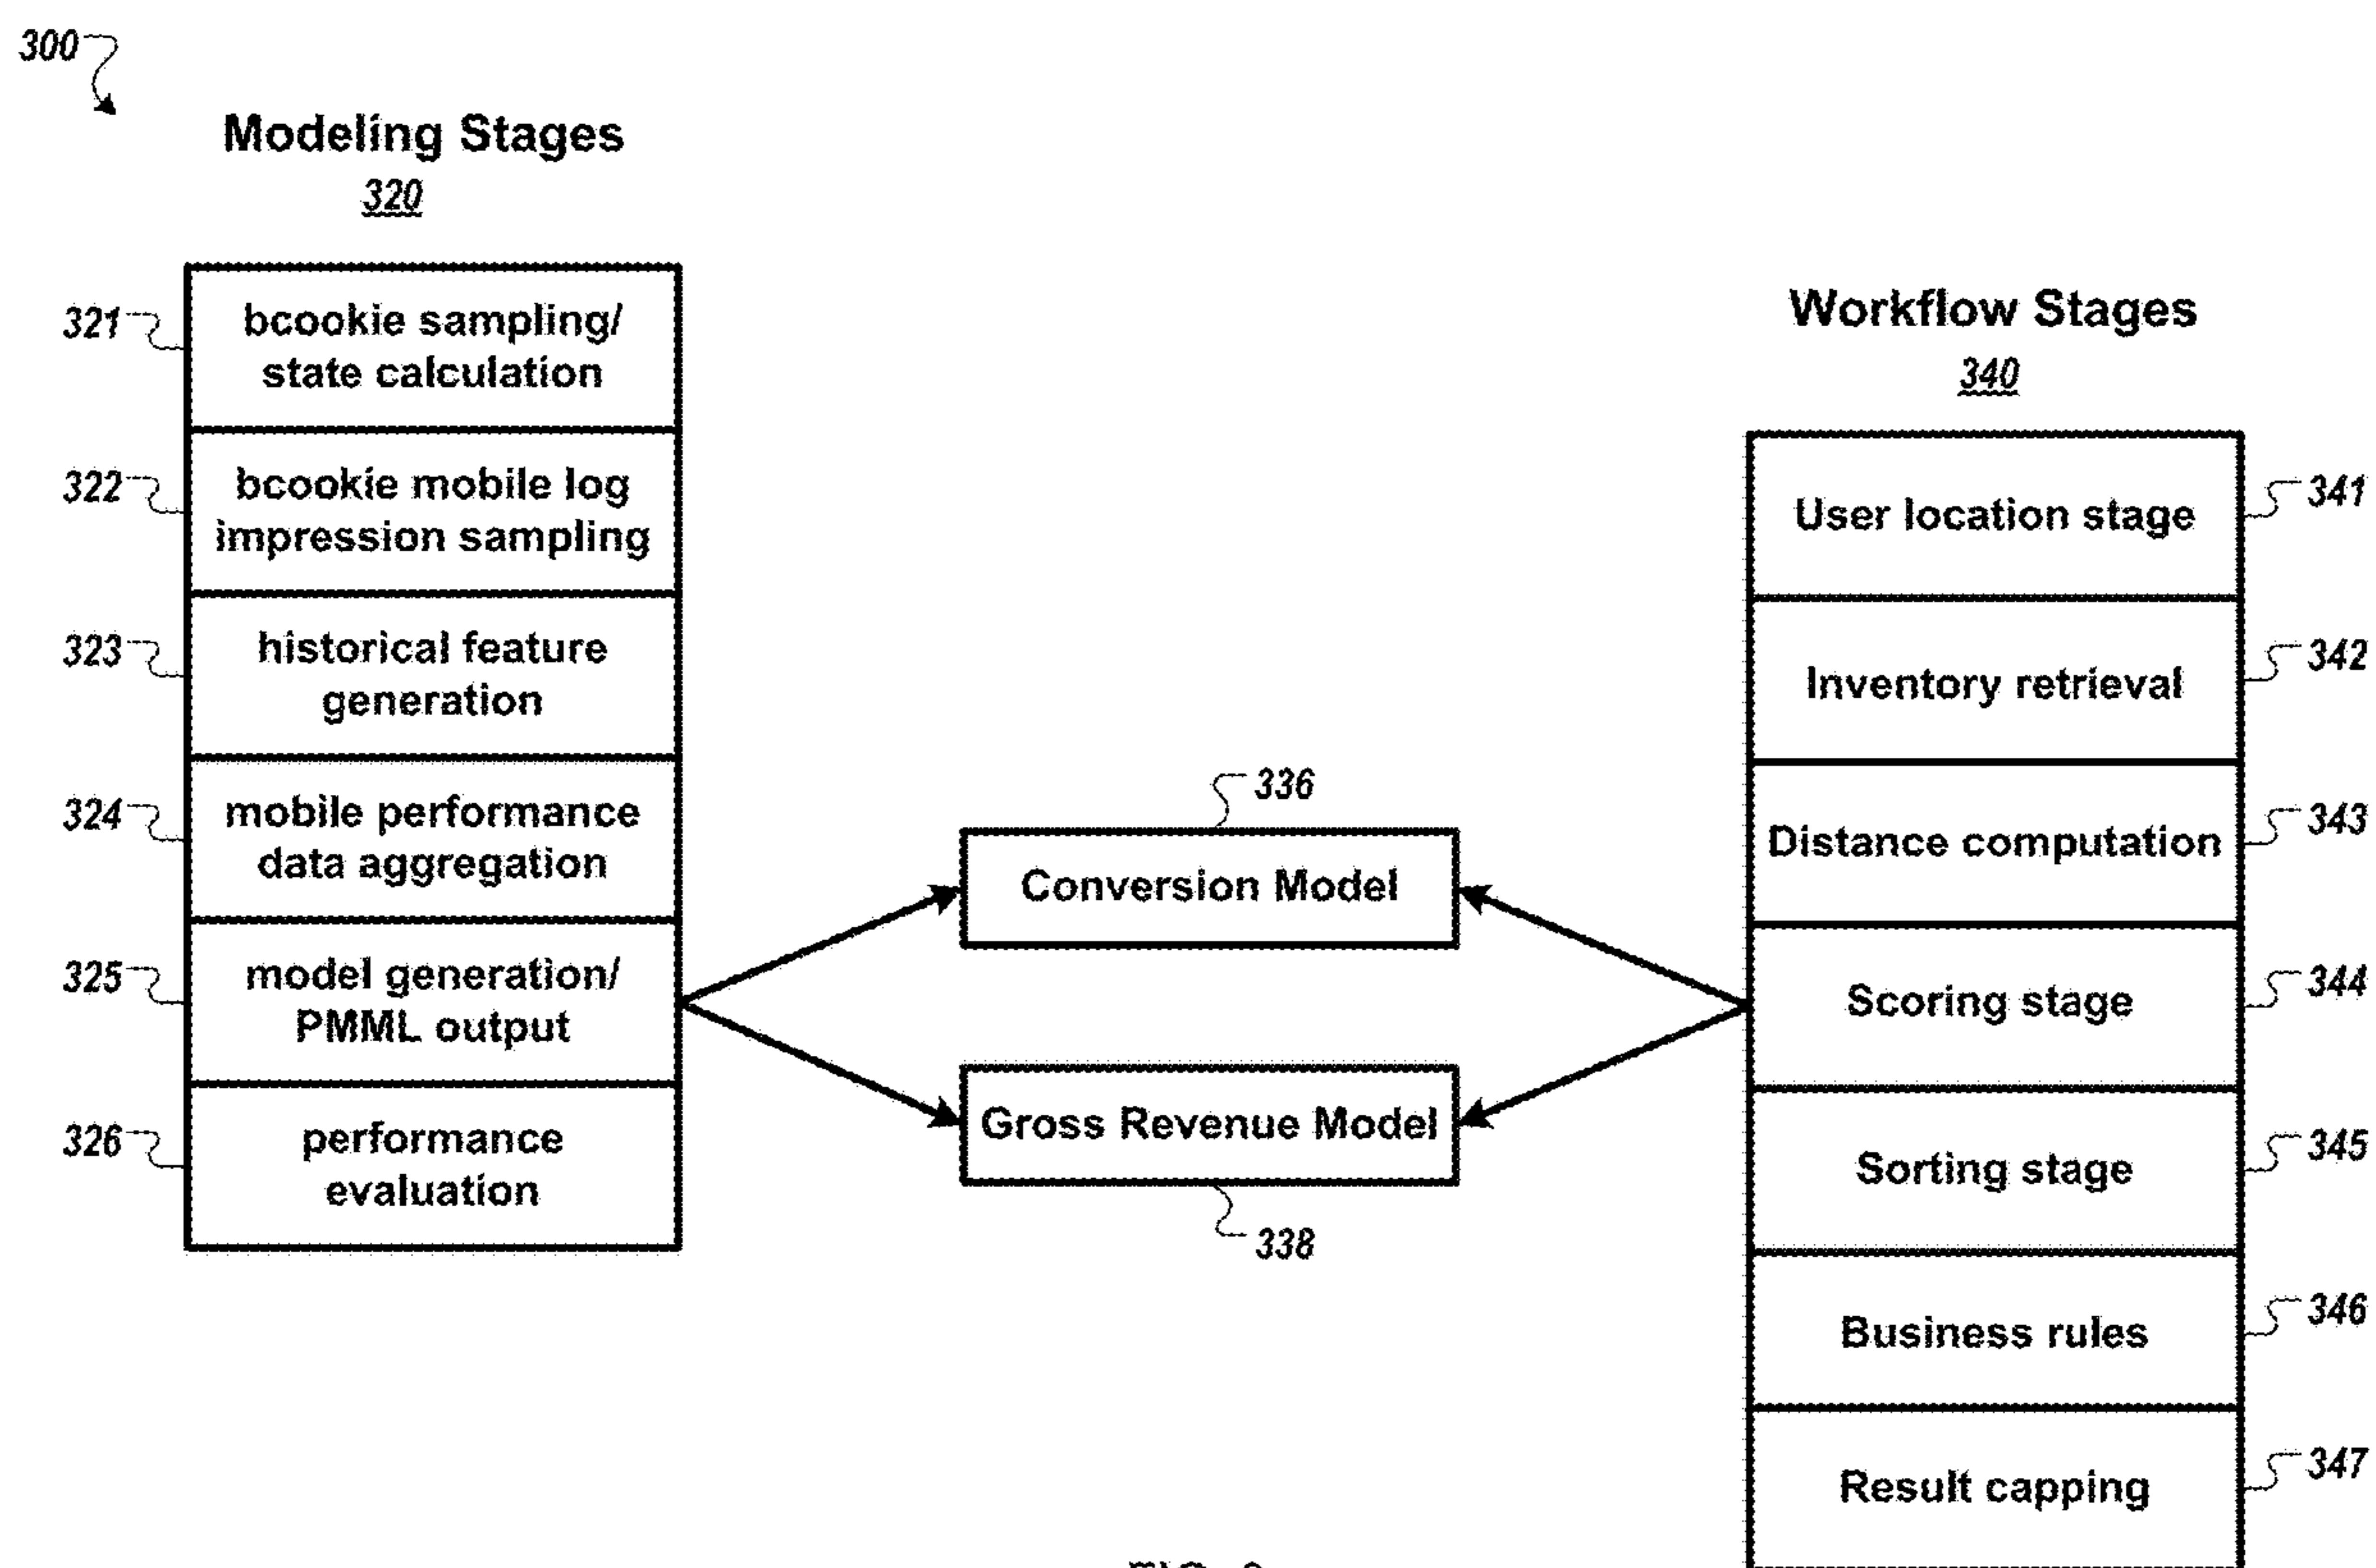 300
Modeling Stages
320
321
bcookie sampling/
state calculation
322
bcookie mobile log
impression sampling
323
historical feature
generation
324
mobile performance
data aggregation
325
model generation/
PMML output
326
performance
evaluation
336
Conversion Model
Gross Revenue Model
338
Workflow Stages
340
User location stage
341
Inventory retrieval
342
Distance computation
343
Scoring stage
344
Sorting stage
345
Business rules
346
Result capping
347